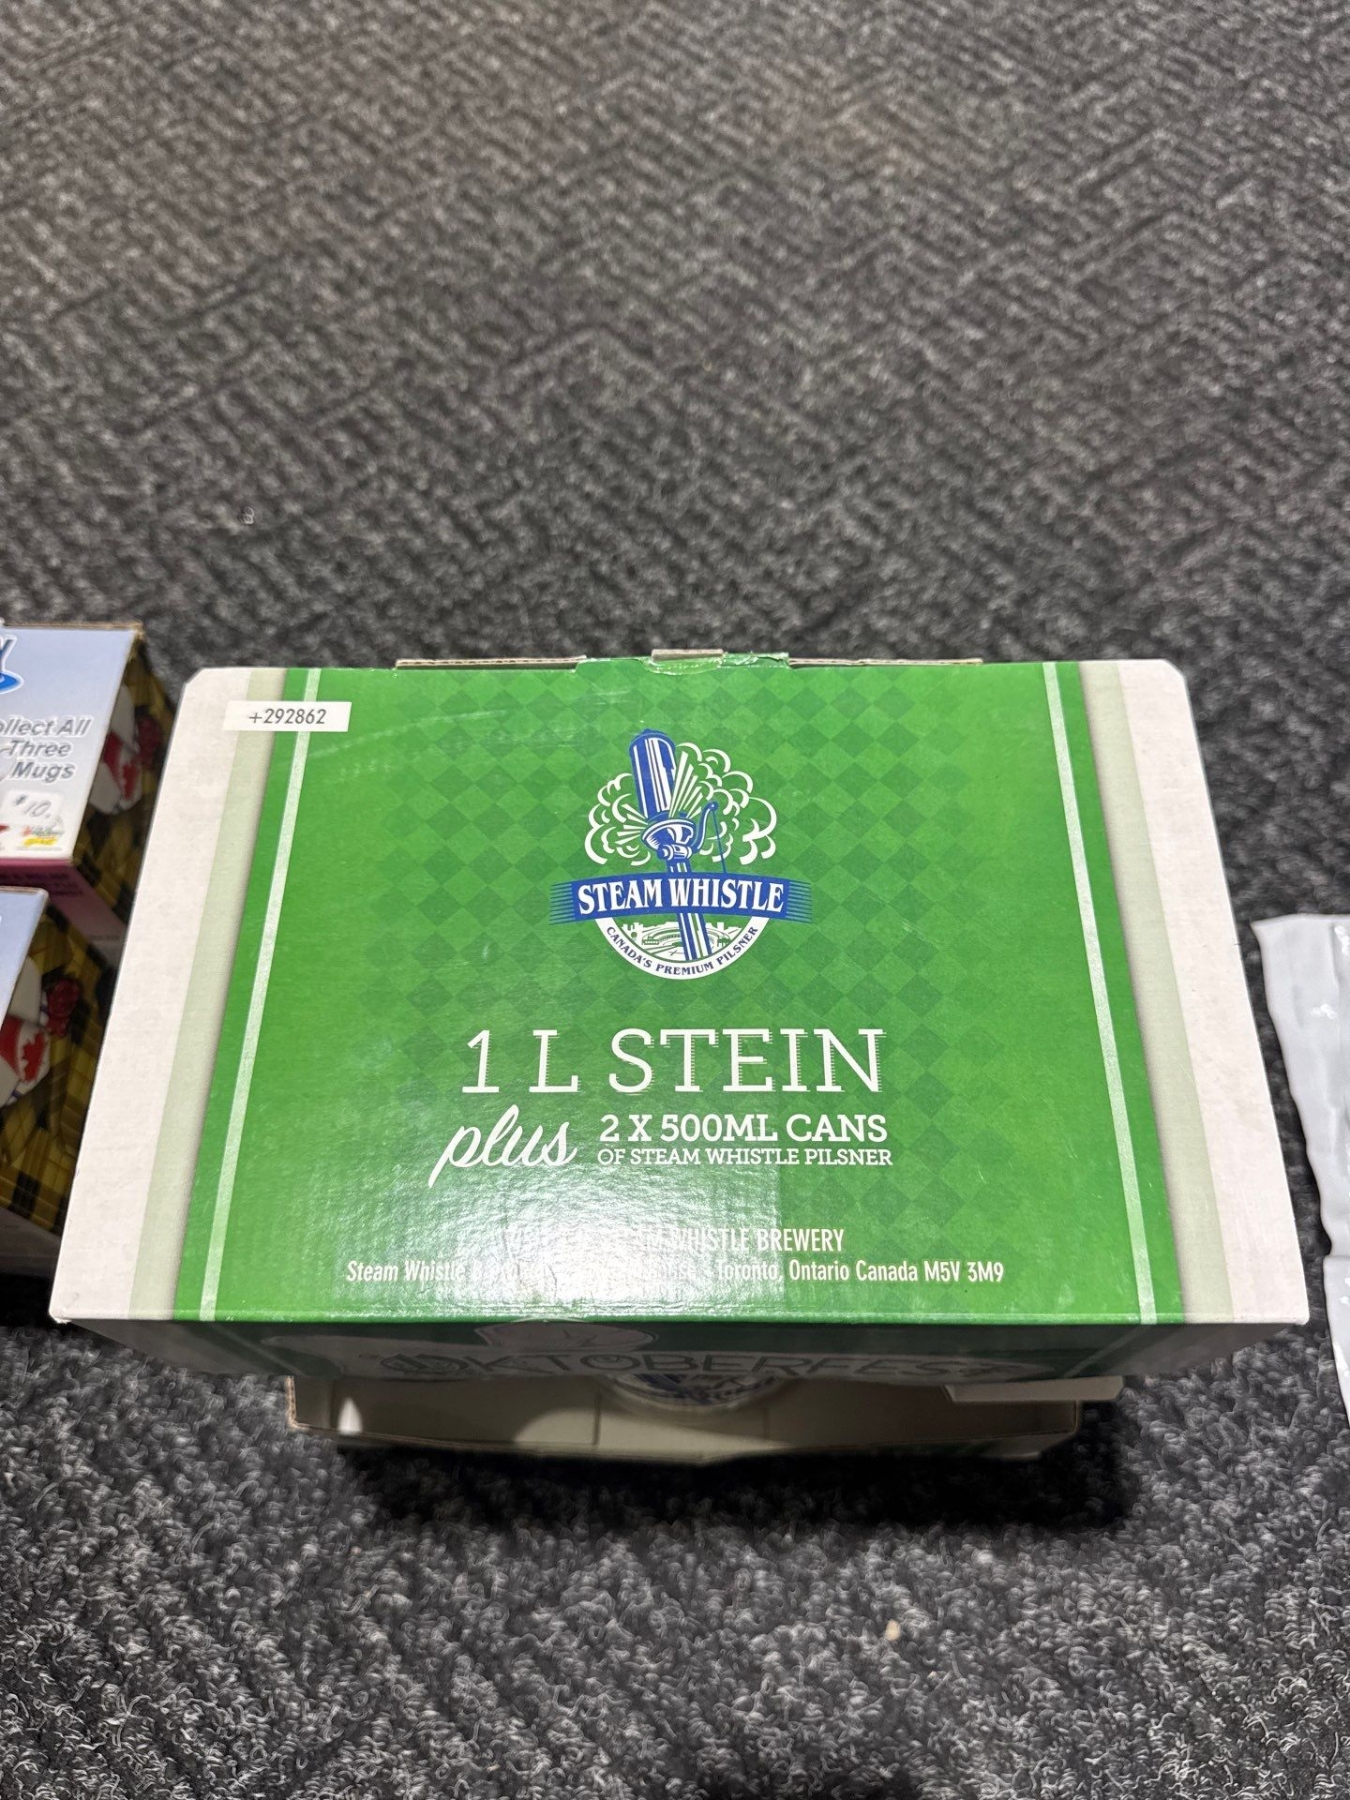 ollect All
Three
Mugs
$10.
+292862
STEAM WHISTLE
CANADA'S PREMIUM PILSNER
1 L STEIN
plus 2 X 500ML CANS
OF STEAM WHISTLE PILSNER
STEAM WHISTLE BREWERY
Steam Whistle Toronto, Ontario Canada M5V 3M9
OKTOBERFEST